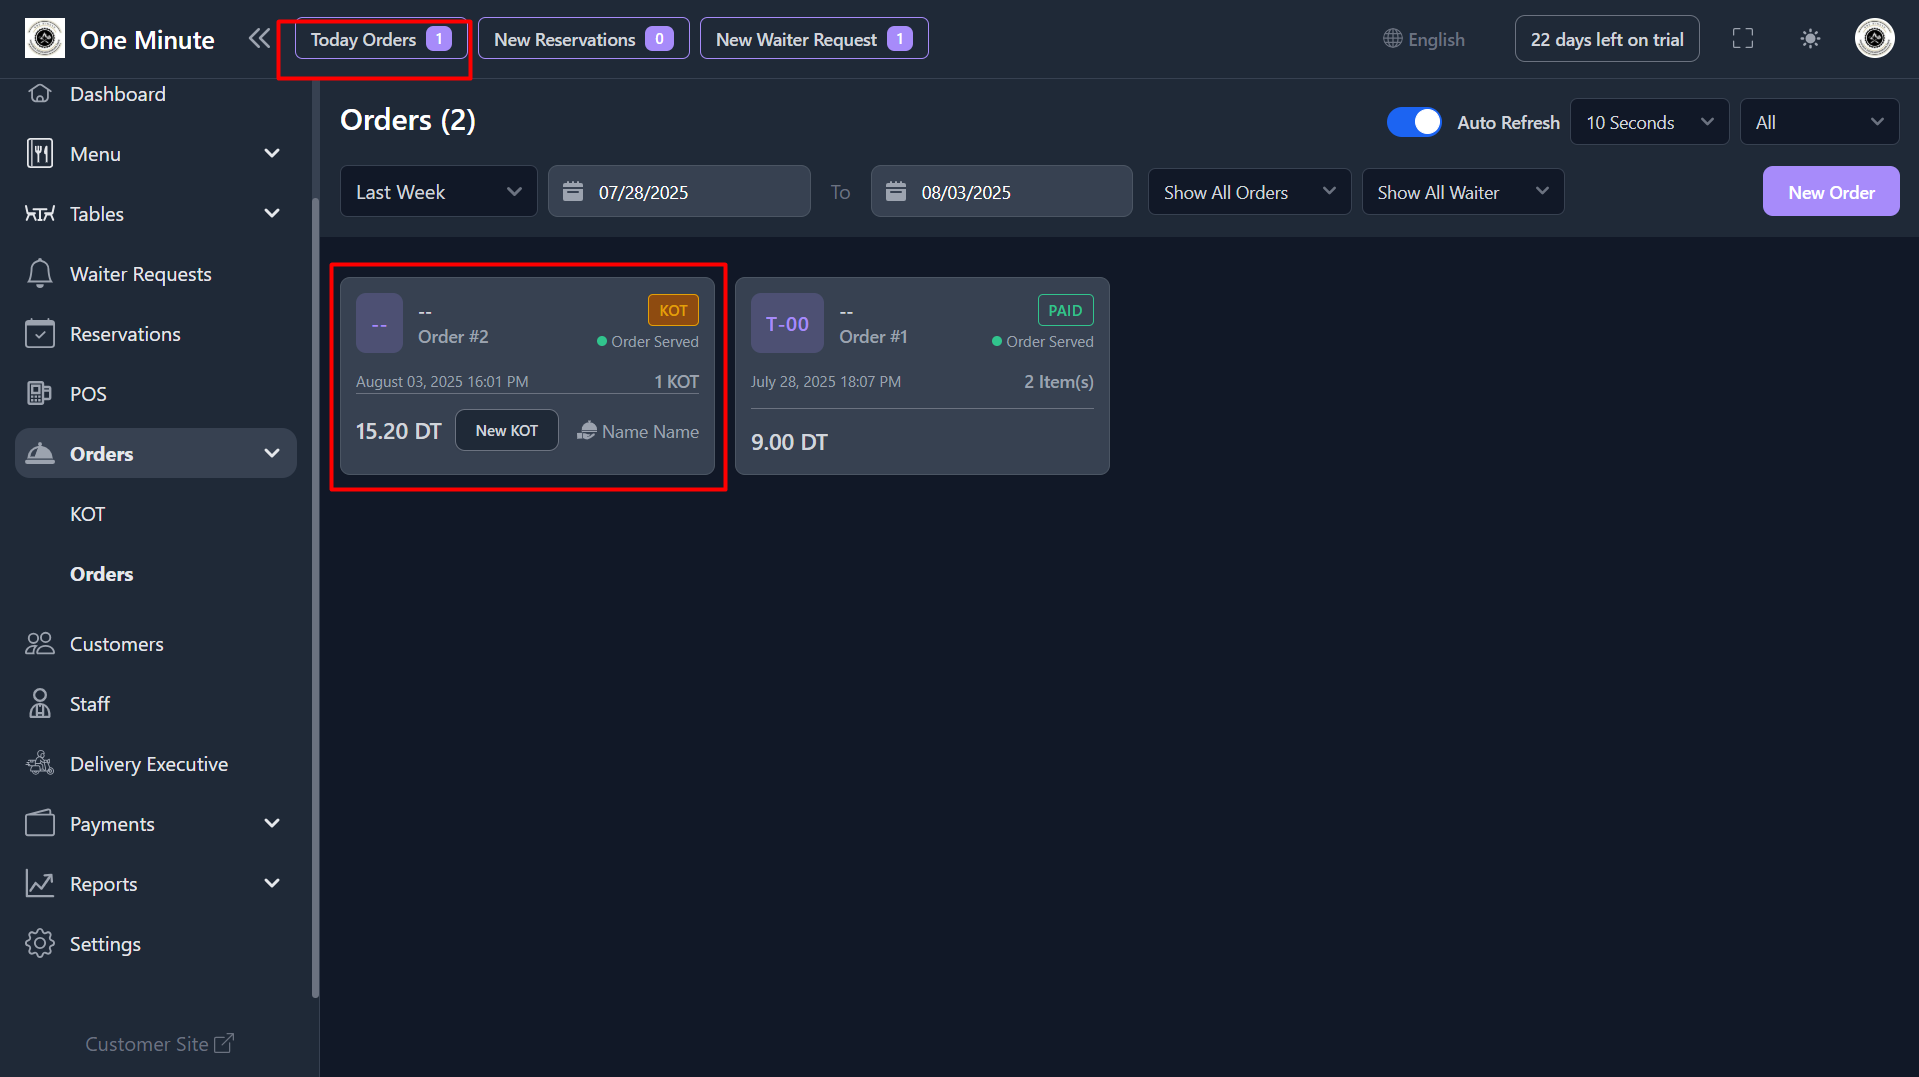 One Minute
Today Orders 1
New Reservations 0
New Waiter Request 1
English
22 days left on trial
Dashboard
Menu
Tables
Waiter Requests
Reservations
POS
Orders
KOT
Orders
Customers
Staff
Delivery Executive
Payments
Reports
Settings
Customer Site
Orders (2)
Auto Refresh
10 Seconds
All
Last Week
07/28/2025
To
08/03/2025
Show All Orders
Show All Waiter
New Order
--
--
Order #2
KOT
Order Served
August 03, 2025 16:01 PM
1 KOT
15.20 DT
New KOT
Name Name
T-00
--
Order #1
PAID
Order Served
July 28, 2025 18:07 PM
2 Item(s)
9.00 DT